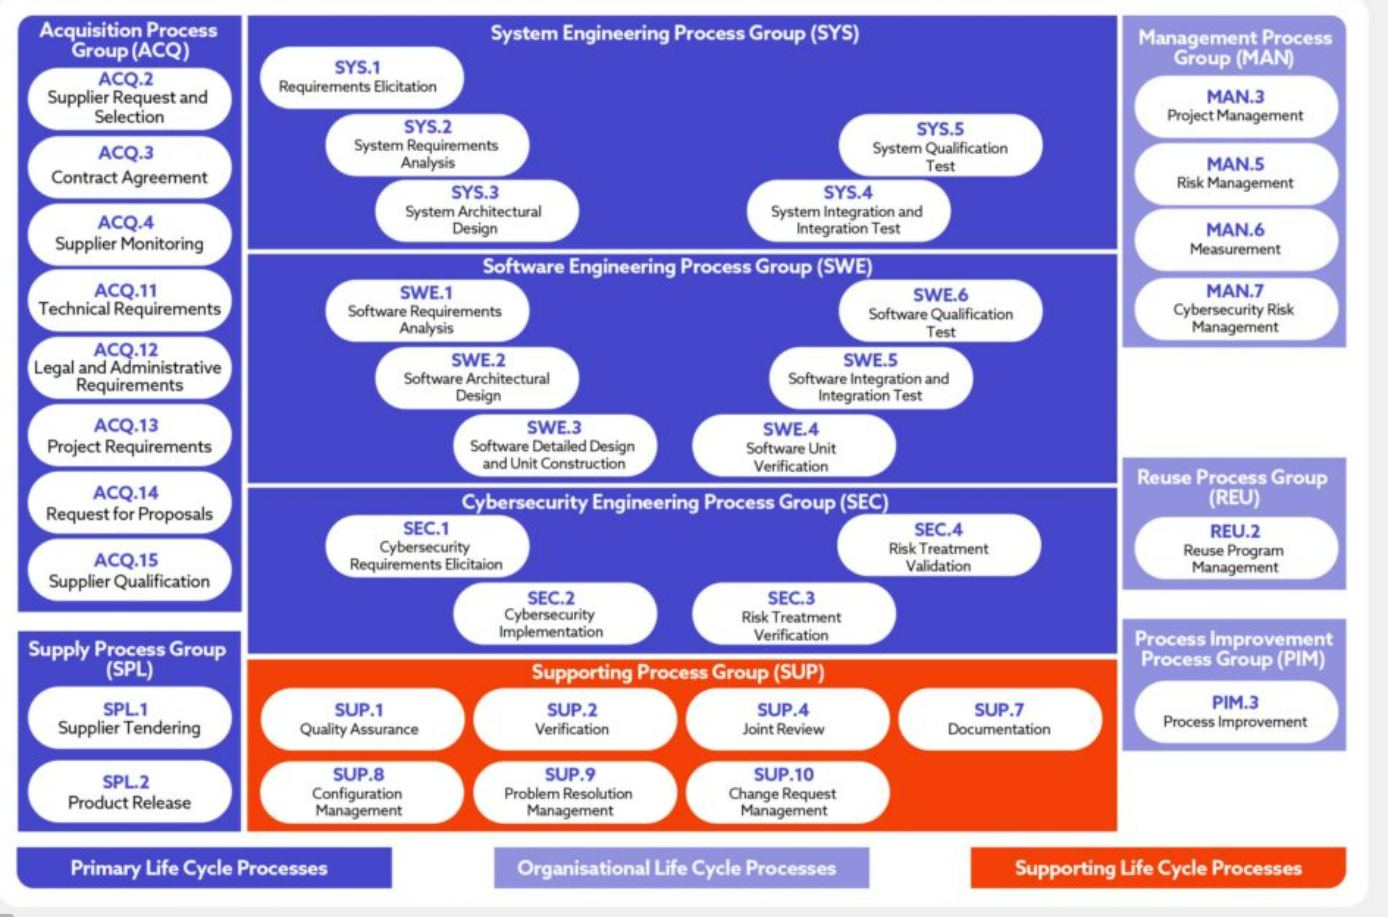 Acquisition Process
Group (ACQ)
ACQ.2
Supplier Request and
Selection
ACQ.3
Contract Agreement
ACQ.4
Supplier Monitoring
ACQ.11
Technical Requirements
ACQ.12
Legal and Administrative
Requirements
ACQ.13
Project Requirements
ACQ.14
Request for Proposals
ACQ.15
Supplier Qualification
Supply Process Group
(SPL)
SPL.1
Supplier Tendering
SPL.2
Product Release
System Engineering Process Group (SYS)
SYS.1
Requirements Elicitation
SYS.2
System Requirements
Analysis
SYS.3
System Architectural
Design
SYS.5
System Qualification
Test
SYS.4
System Integration and
Integration Test
Software Engineering Process Group (SWE)
SWE.1
Software Requirements
Analysis
SWE.2
Software Architectural
Design
SWE.3
Software Detailed Design
and Unit Construction
SWE.6
Software Qualification
Test
SWE.5
Software Integration and
Integration Test
SWE.4
Software Unit
Verification
Cybersecurity Engineering Process Group (SEC)
SEC.1
Cybersecurity
Requirements Elicitaion
SEC.2
Cybersecurity
Implementation
SEC.4
Risk Treatment
Validation
SEC.3
Risk Treatment
Verification
Supporting Process Group (SUP)
SUP.1
Quality Assurance
SUP.2
Verification
SUP.4
Joint Review
SUP.7
Documentation
SUP.8
Configuration
Management
SUP.9
Problem Resolution
Management
SUP.10
Change Request
Management
Management Process
Group (MAN)
MAN.3
Project Management
MAN.5
Risk Management
MAN.6
Measurement
MAN.7
Cybersecurity Risk
Management
Reuse Process Group
(REU)
REU.2
Reuse Program
Management
Process Improvement
Process Group (PIM)
PIM.3
Process Improvement
Primary Life Cycle Processes
Organisational Life Cycle Processes
Supporting Life Cycle Processes